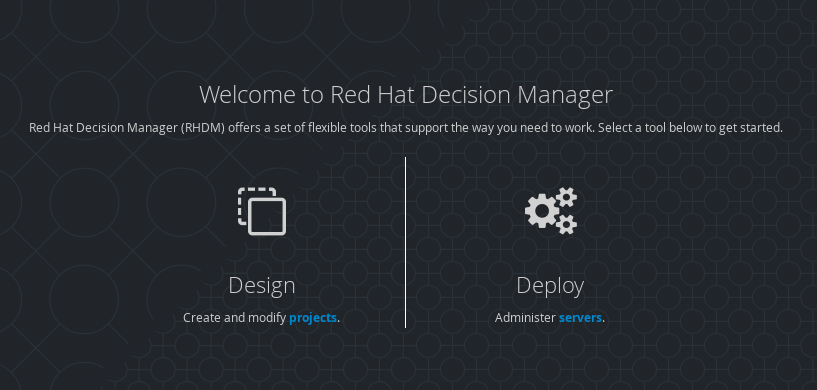 Welcome to Red Hat Decision Manager
Red Hat Decision Manager (RHDM) offers a set of flexible tools that support the way you need to work. Select a tool below to get started.
Design
Create and modify projects.
Deploy
Administer servers.